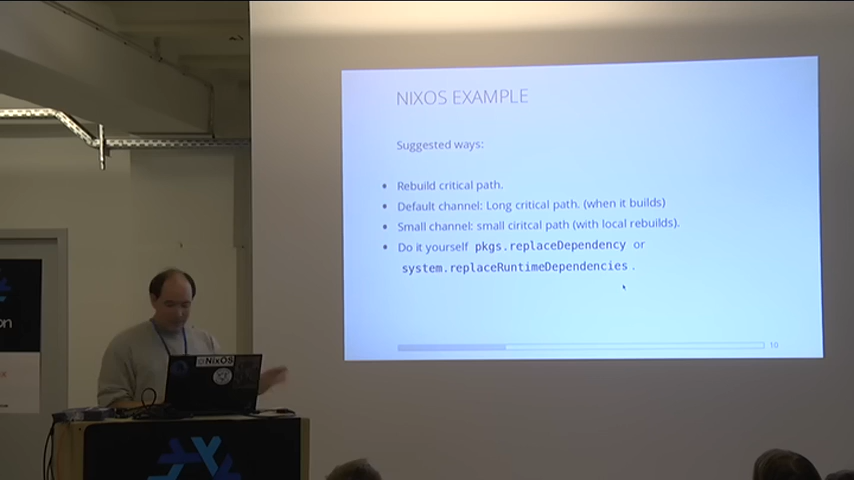 NIXOS EXAMPLE
Suggested ways:
Rebuild critical path.
Default channel: Long critical path. (when it builds)
Small channel: small ciritcal path (with local rebuilds).
Do it yourself pkgs.replaceDependency or
system.replaceRuntimeDependencies.
10
NixOS
on